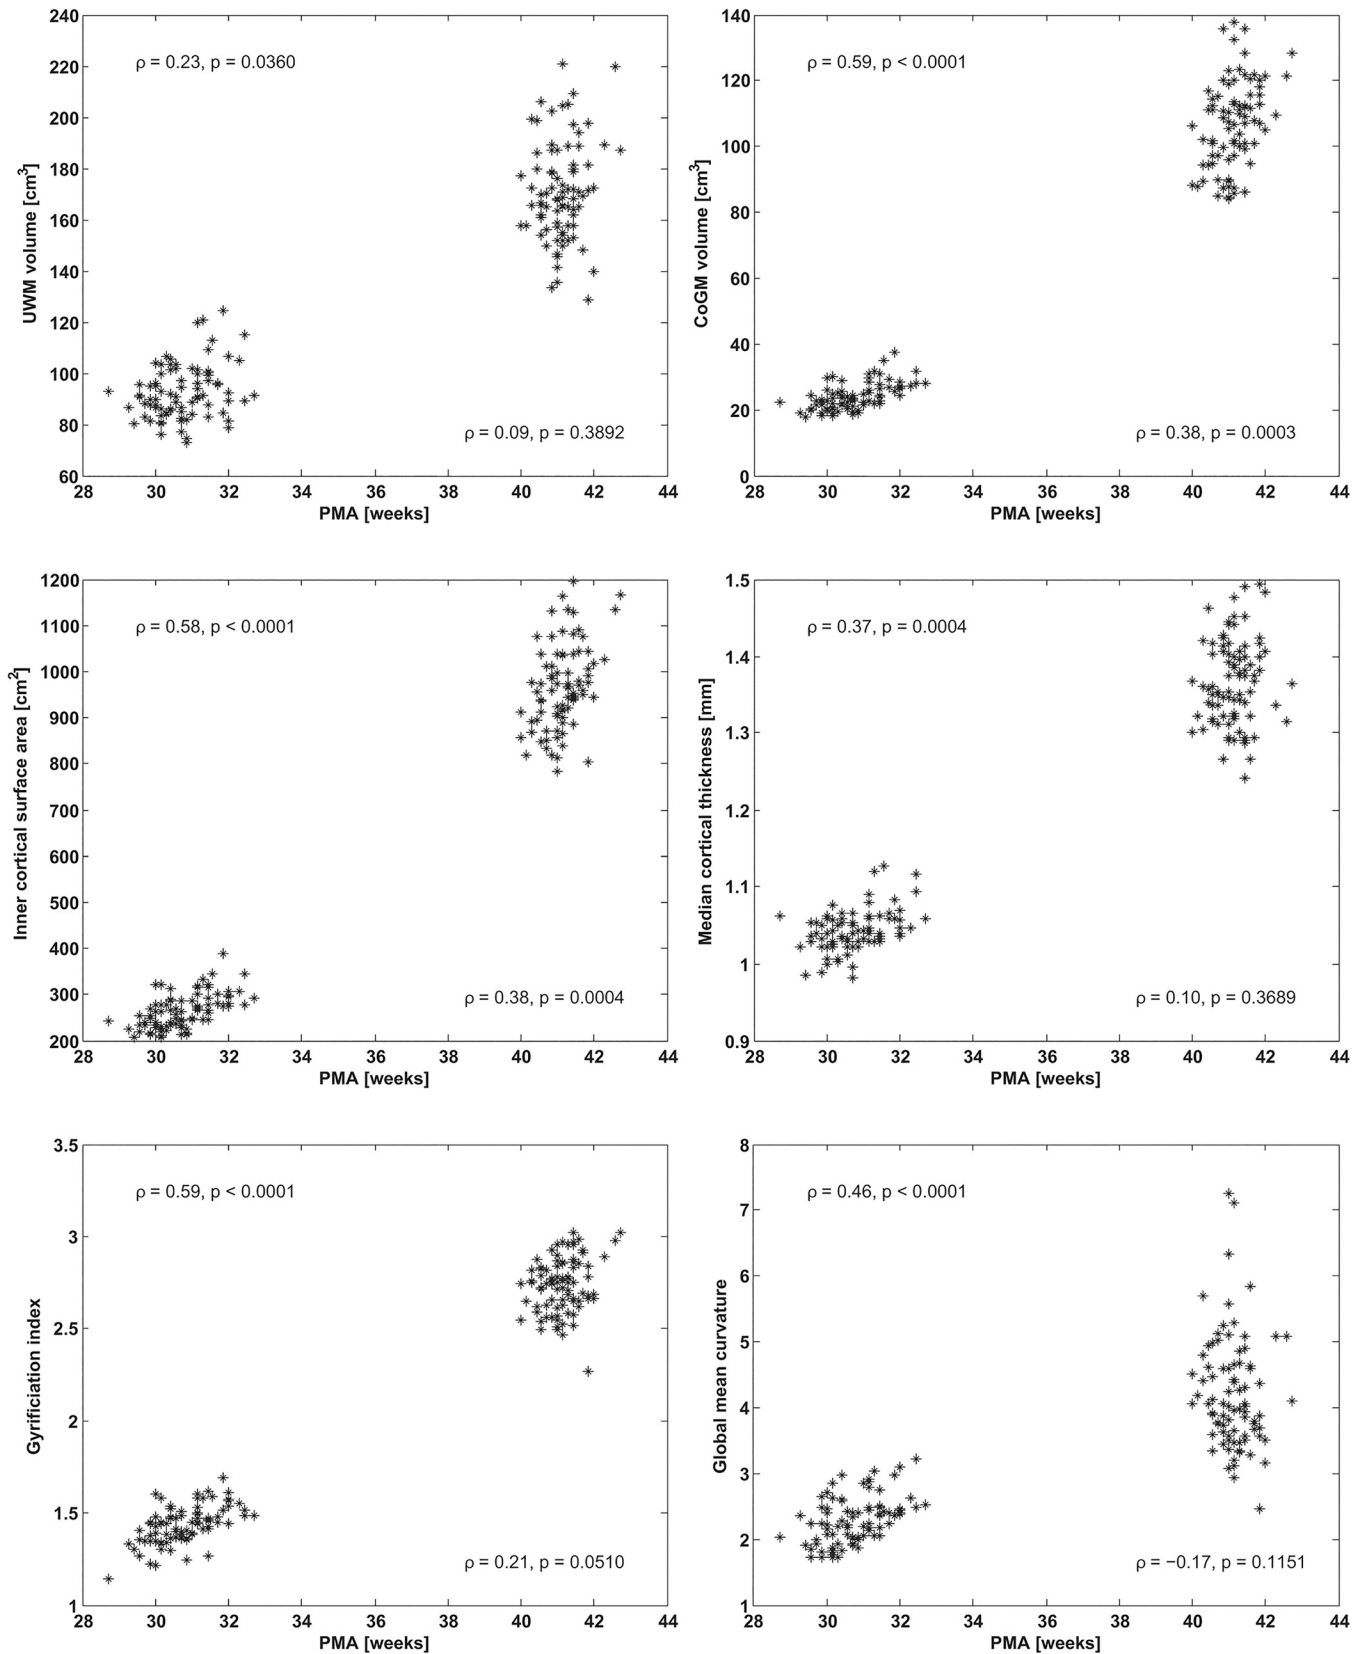 240
220
200
180
160
140
120
100
80
60
UWM volume [cm3]
ρ = 0.23, p = 0.0360
ρ = 0.09, p = 0.3892
28 30 32 34 36 38 40 42 44
PMA [weeks]
140
120
100
80
60
40
20
0
CoGM volume [cm3]
ρ = 0.59, p < 0.0001
ρ = 0.38, p = 0.0003
28 30 32 34 36 38 40 42 44
PMA [weeks]
1200
1100
1000
900
800
700
600
500
400
300
200
Inner cortical surface area [cm2]
ρ = 0.58, p < 0.0001
ρ = 0.38, p = 0.0004
28 30 32 34 36 38 40 42 44
PMA [weeks]
1.5
1.4
1.3
1.2
1.1
1
0.9
Median cortical thickness [mm]
ρ = 0.37, p = 0.0004
ρ = 0.10, p = 0.3689
28 30 32 34 36 38 40 42 44
PMA [weeks]
3.5
3
2.5
2
1.5
1
Gyrificiation index
ρ = 0.59, p < 0.0001
ρ = 0.21, p = 0.0510
28 30 32 34 36 38 40 42 44
PMA [weeks]
8
7
6
5
4
3
2
1
Global mean curvature
ρ = 0.46, p < 0.0001
ρ = −0.17, p = 0.1151
28 30 32 34 36 38 40 42 44
PMA [weeks]